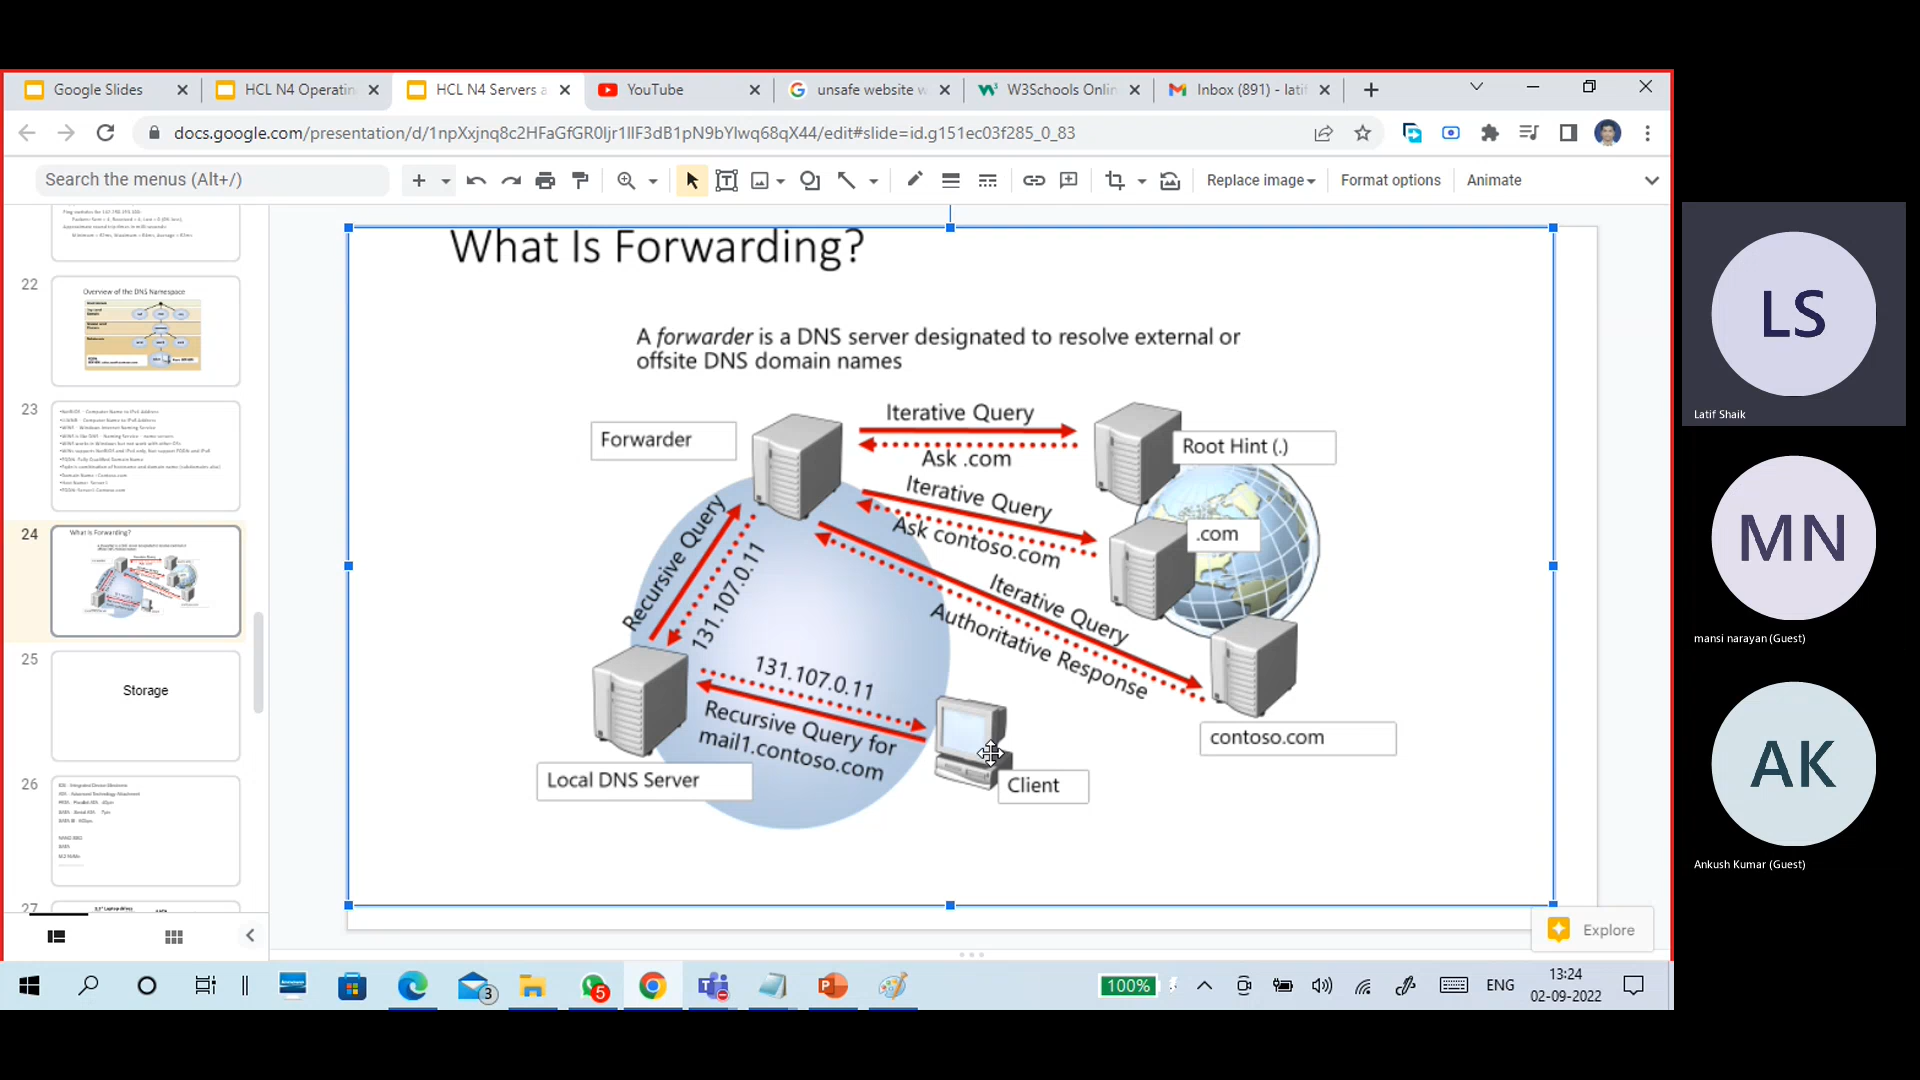 Google Slides
HCL N4 Operatin
HCL N4 Servers a
YouTube
unsafe website w
W3Schools Onlin
Inbox (891) - latif
docs.google.com/presentation/d/1npXxjnq8c2HFaGfGR0ljr1IlF3dB1pN9bYlwq68qX44/edit#slide=id.g151ec03f285_0_83
Search the menus (Alt+/)
Replace image
Format options
Animate
22
Overview of the DNS Namespace
23
24
What is Forwarding?
25
Storage
26
27
What Is Forwarding?
A forwarder is a DNS server designated to resolve external or
offsite DNS domain names
Forwarder
Iterative Query
Ask .com
Root Hint (.)
Iterative Query
Ask contoso.com
.com
Recursive Query
131.107.0.11
Iterative Query
Authoritative Response
131.107.0.11
Recursive Query for
mail1.contoso.com
contoso.com
Local DNS Server
Client
Explore
LS
Latif Shaik
MN
mansi narayan (Guest)
AK
Ankush Kumar (Guest)
3
5
100%
ENG
13:24
02-09-2022